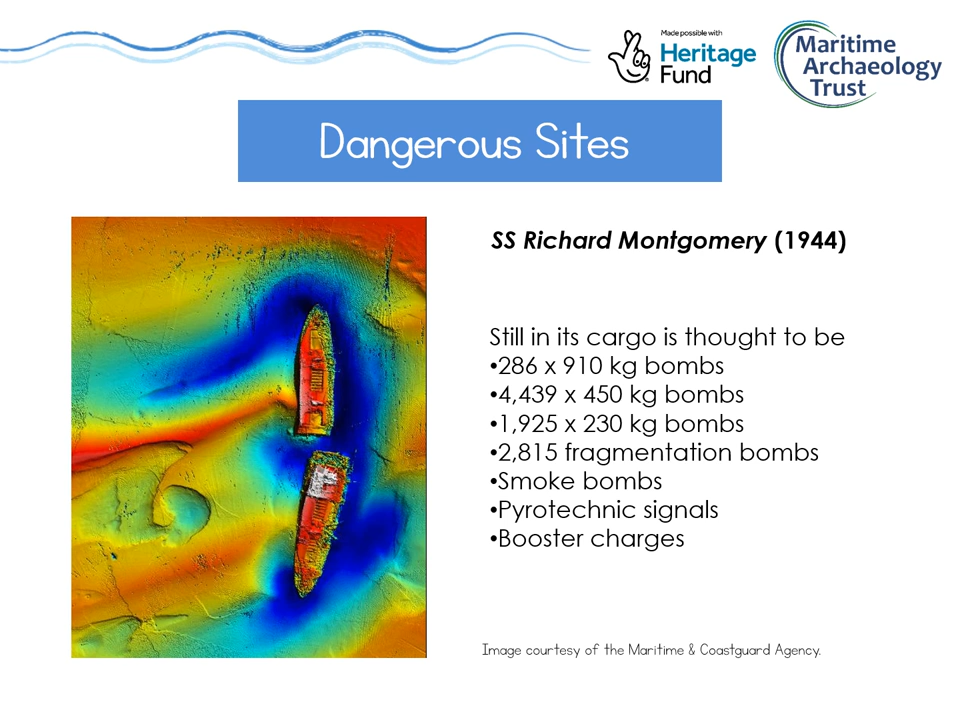 Made possible with
Heritage
Fund
Maritime
Archaeology
Trust
Dangerous Sites
SS Richard Montgomery (1944)
Still in its cargo is thought to be
•286 x 910 kg bombs
•4,439 x 450 kg bombs
•1,925 x 230 kg bombs
•2,815 fragmentation bombs
•Smoke bombs
•Pyrotechnic signals
•Booster charges
Image courtesy of the Maritime & Coastguard Agency.